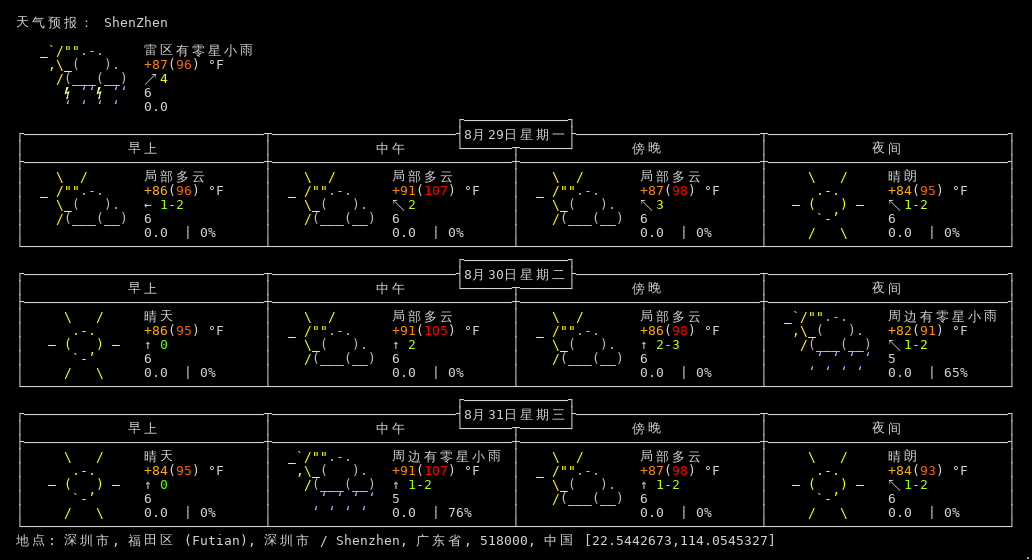 天气预报： ShenZhen
雷区有零星小雨
+87(96) °F
↗4
6
0.0
8月29日星期一
早上 中午 傍晚 夜间
局部多云 局部多云 局部多云 晴朗
+86(96) °F +91(107) °F +87(98) °F +84(95) °F
← 1-2 ↖2 ↖3 ↖1-2
6 6 6 6
0.0 | 0% 0.0 | 0% 0.0 | 0% 0.0 | 0%
8月30日星期二
早上 中午 傍晚 夜间
晴天 局部多云 局部多云 周边有零星小雨
+86(95) °F +91(105) °F +86(98) °F +82(91) °F
↑ 0 ↑ 2 ↑ 2-3 ↖1-2
6 6 6 5
0.0 | 0% 0.0 | 0% 0.0 | 0% 0.0 | 65%
8月31日星期三
早上 中午 傍晚 夜间
晴天 周边有零星小雨 局部多云 晴朗
+84(95) °F +91(107) °F +87(98) °F +84(93) °F
↑ 0 ↑ 1-2 ↑ 1-2 ↖1-2
6 5 6 6
0.0 | 0% 0.0 | 76% 0.0 | 0% 0.0 | 0%
地点: 深圳市, 福田区 (Futian), 深圳市 / Shenzhen, 广东省, 518000, 中国 [22.5442673,114.0545327]